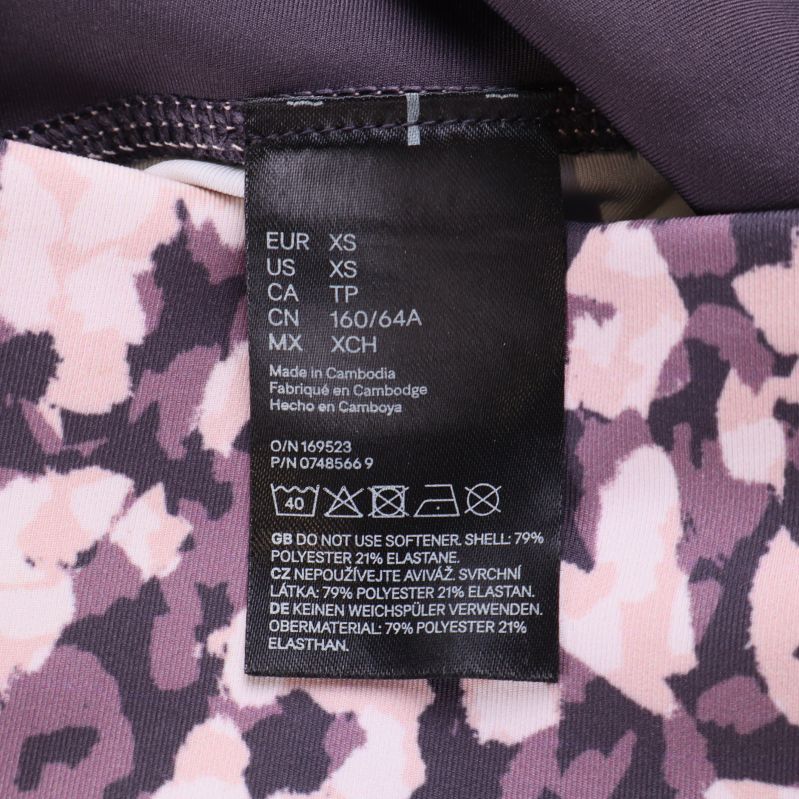 EUR XS
US XS
CA TP
CN 160/64A
MX XCH
Made in Cambodia
Fabriqué en Cambodge
Hecho en Camboya
O/N 169523
P/N 0748566 9
40
GB DO NOT USE SOFTENER. SHELL: 79%
POLYESTER 21% ELASTANE.
CZ NEPOUŽÍVEJTE AVIVÁŽ. SVRCHNÍ
LÁTKA: 79% POLYESTER 21% ELASTAN.
DE KEINEN WEICHSPÜLER VERWENDEN.
OBERMATERIAL: 79% POLYESTER 21%
ELASTHAN.